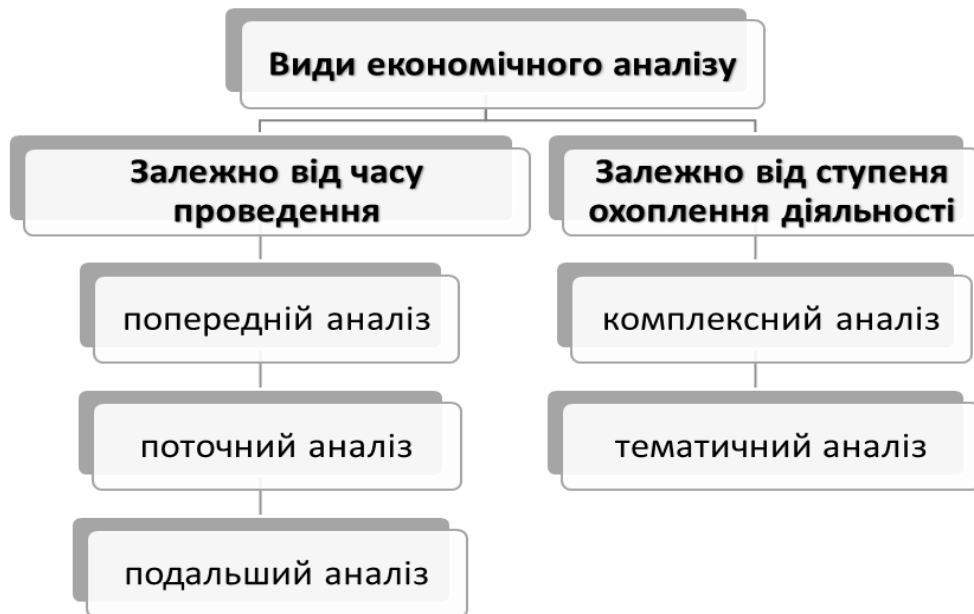 Види економічного аналізу
Залежно від часу
проведення
попередній аналіз
поточний аналіз
подальший аналіз
Залежно від ступеня
охоплення діяльності
комплексний аналіз
тематичний аналіз